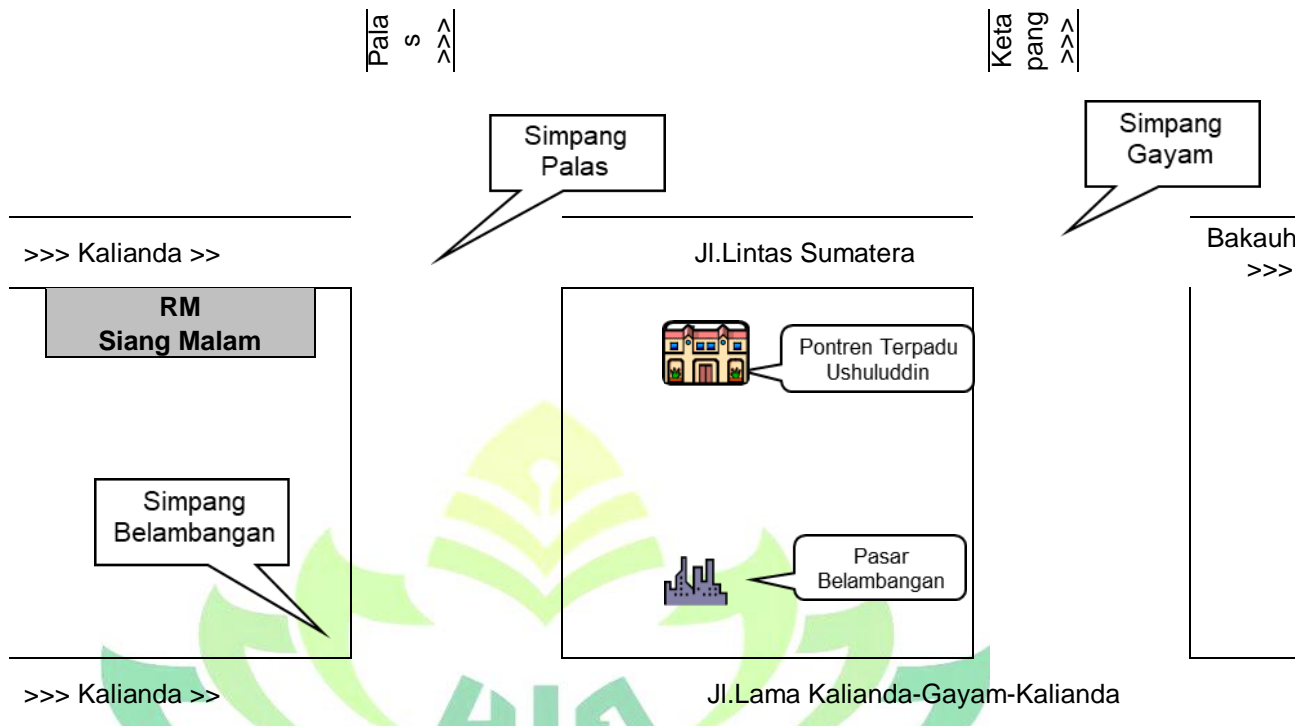 Pala
s
>>>
Keta
pang
>>>
Simpang
Palas
Simpang
Gayam
>>> Kalianda >>
Jl.Lintas Sumatera
Bakauh
>>>
RM
Siang Malam
Pontren Terpadu
Ushuluddin
Simpang
Belambangan
Pasar
Belambangan
>>> Kalianda >>
Jl.Lama Kalianda-Gayam-Kalianda